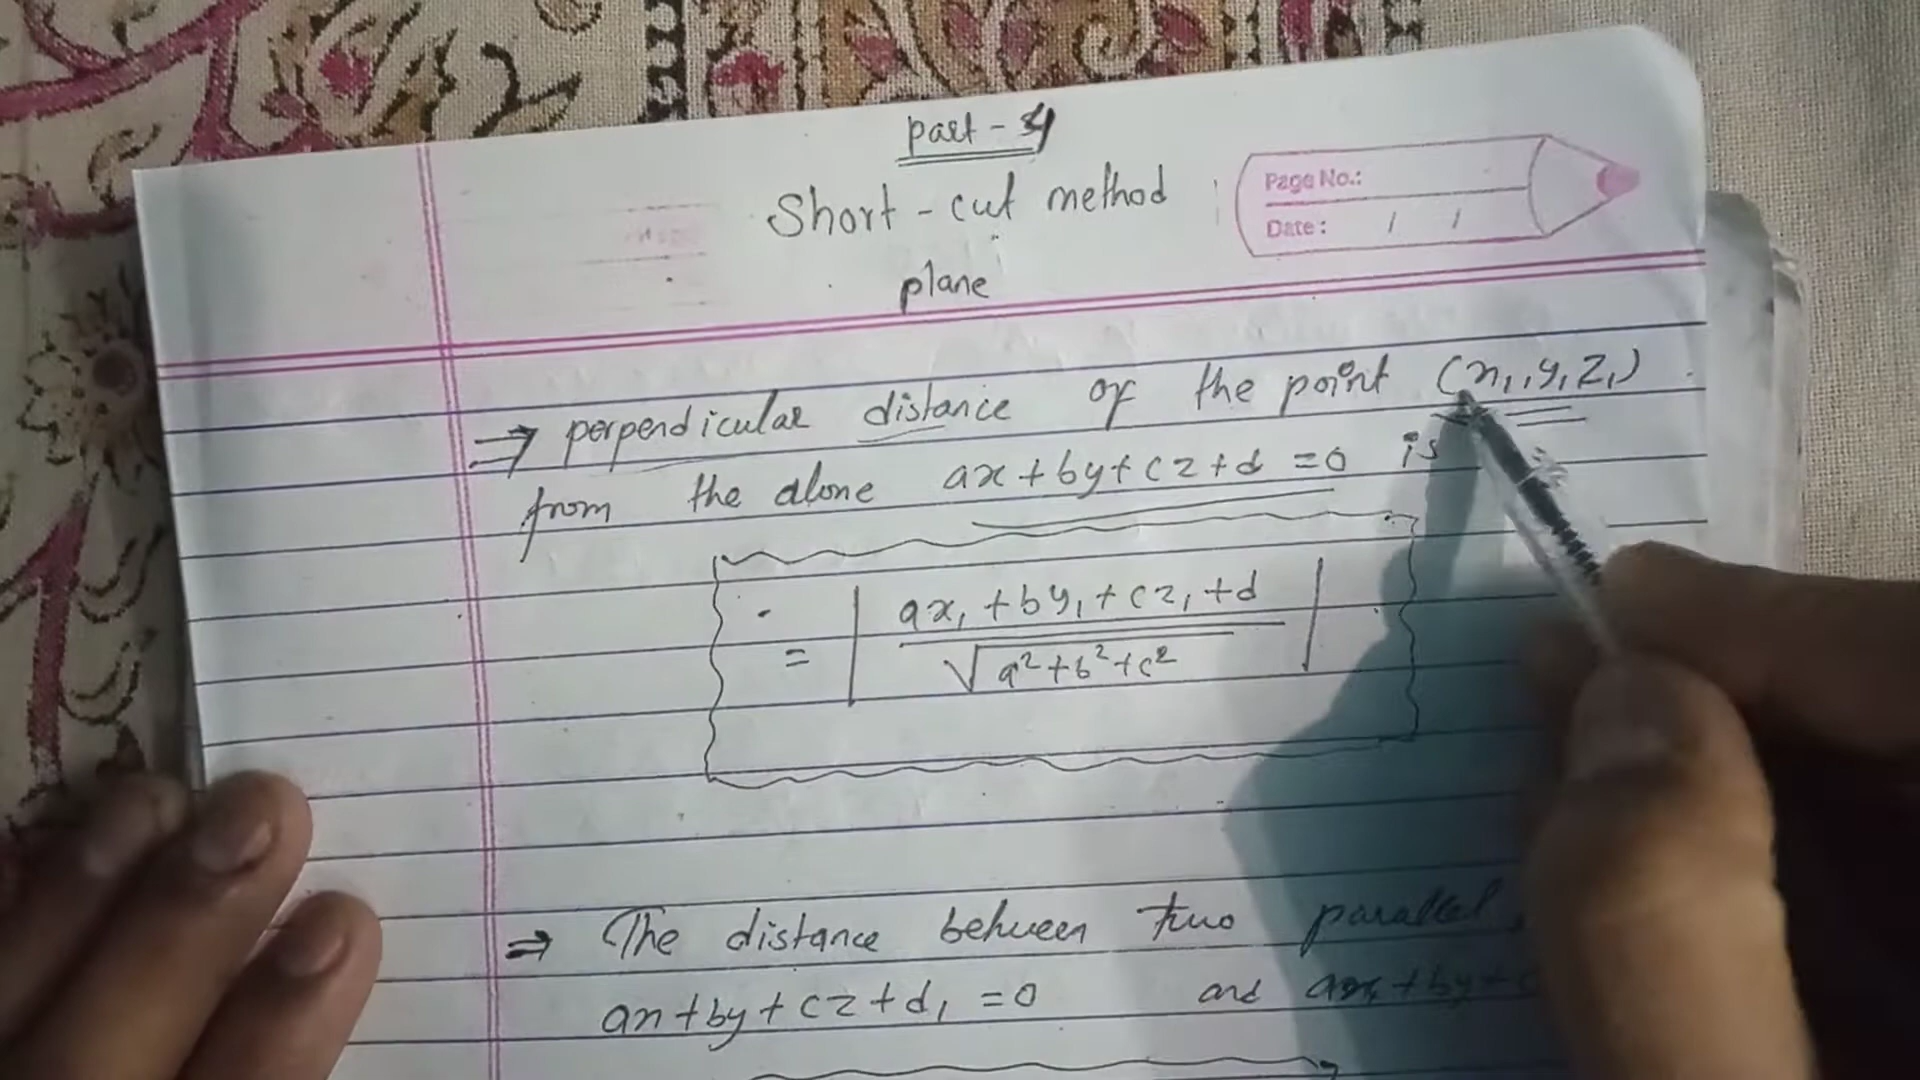 part - 4
Short - cut method
Page No.:
Date: / /
plane
⇒ perpendicular distance of the point (x₁, y₁ z₁)
from the alone ax + by + cz + d = 0 is
= | ax₁ + by₁ + cz₁ + d / √a² + b² + c² |
⇒ The distance between two parallel
ax + by + cz + d₁ = 0 and ax + by +